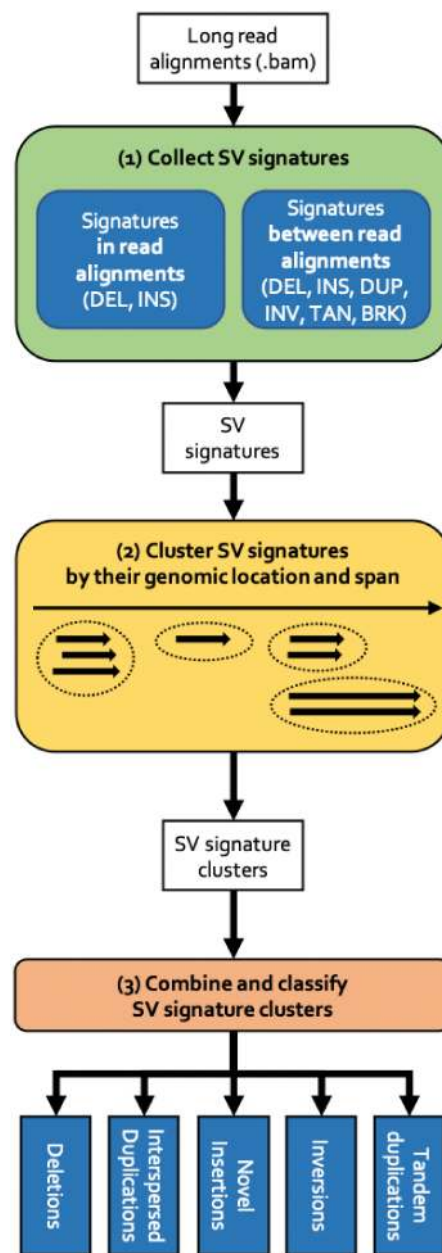 Long read
alignments (.bam)
(1) Collect SV signatures
Signatures
in read
alignments
(DEL, INS)
Signatures
between read
alignments
(DEL, INS, DUP,
INV, TAN, BRK)
SV
signatures
(2) Cluster SV signatures
by their genomic location and span
SV signature
clusters
(3) Combine and classify
SV signature clusters
Deletions
Interspersed
Duplications
Novel
Insertions
Inversions
Tandem
duplications